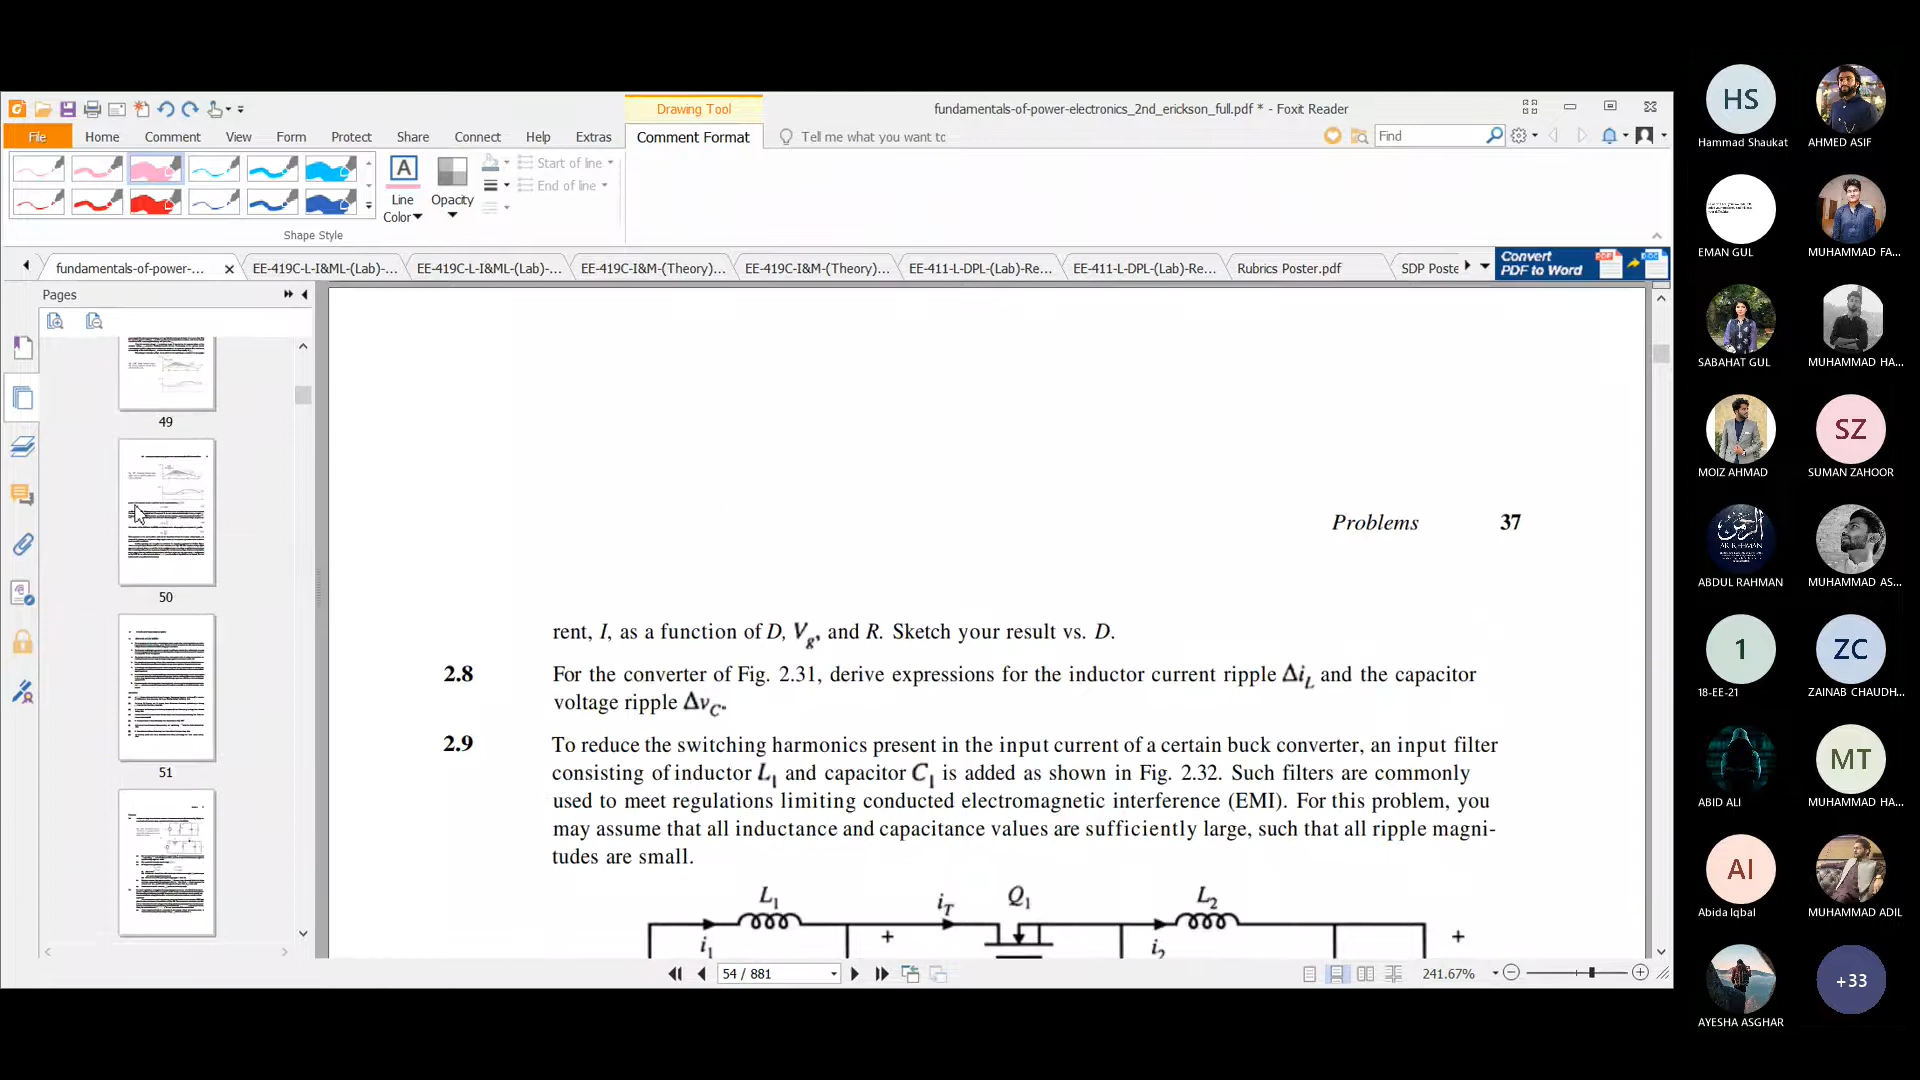 fundamentals-of-power-electronics_2nd_erickson_full.pdf * - Foxit Reader
Drawing Tool
File Home Comment View Form Protect Share Connect Help Extras Comment Format Tell me what you want tc Find
Line Color
Opacity
Start of line
End of line
Shape Style
fundamentals-of-power-... EE-419C-L-I&ML-(Lab)-... EE-419C-L-I&ML-(Lab)-... EE-419C-I&M-(Theory)... EE-419C-I&M-(Theory)... EE-411-L-DPL-(Lab)-Re... EE-411-L-DPL-(Lab)-Re... Rubrics Poster.pdf SDP Poste
Convert
PDF to Word
Pages
49
50
51
Problems 37
rent, I, as a function of D, Vg, and R. Sketch your result vs. D.
2.8 For the converter of Fig. 2.31, derive expressions for the inductor current ripple ΔiL and the capacitor
voltage ripple ΔvC.
2.9 To reduce the switching harmonics present in the input current of a certain buck converter, an input filter
consisting of inductor L1 and capacitor C1 is added as shown in Fig. 2.32. Such filters are commonly
used to meet regulations limiting conducted electromagnetic interference (EMI). For this problem, you
may assume that all inductance and capacitance values are sufficiently large, such that all ripple magni-
tudes are small.
L1 iT Q1 L2
i1 + i2 +
54 / 881
241.67%
HS
Hammad Shaukat AHMED ASIF
EMAN GUL MUHAMMAD FA...
SABAHAT GUL MUHAMMAD HA...
SZ
MOIZ AHMAD SUMAN ZAHOOR
ABDUL RAHMAN MUHAMMAD AS...
1 ZC
18-EE-21 ZAINAB CHAUDH...
MT
ABID ALI MUHAMMAD HA...
AI
Abida Iqbal MUHAMMAD ADIL
+33
AYESHA ASGHAR